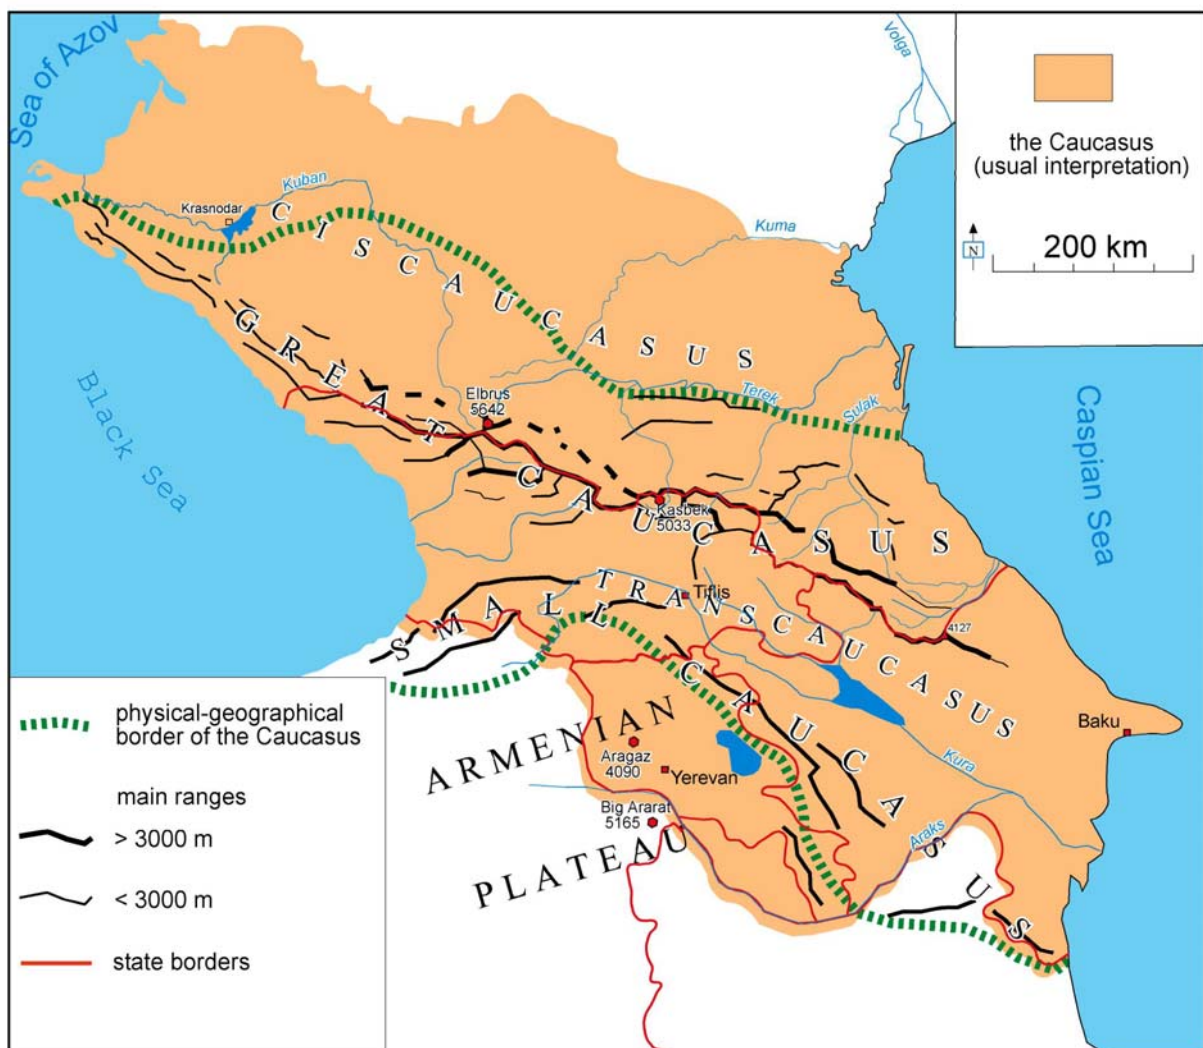 Sea of Azov
Volga
the Caucasus
(usual interpretation)
N
200 km
Krasnodar
Kuban
Kuma
CISCAUCASUS
GREAT CAUCASUS
Elbrus
5642
Terek
Sulak
Black Sea
Caspian Sea
Kasbek
5033
Tiflis
TRANSCAUCASUS
4127
SMALL CAUCASUS
Baku
Kura
ARMENIAN
PLATEAU
Aragaz
4090
Yerevan
Big Ararat
5165
Araks
physical-geographical
border of the Caucasus
main ranges
> 3000 m
< 3000 m
state borders